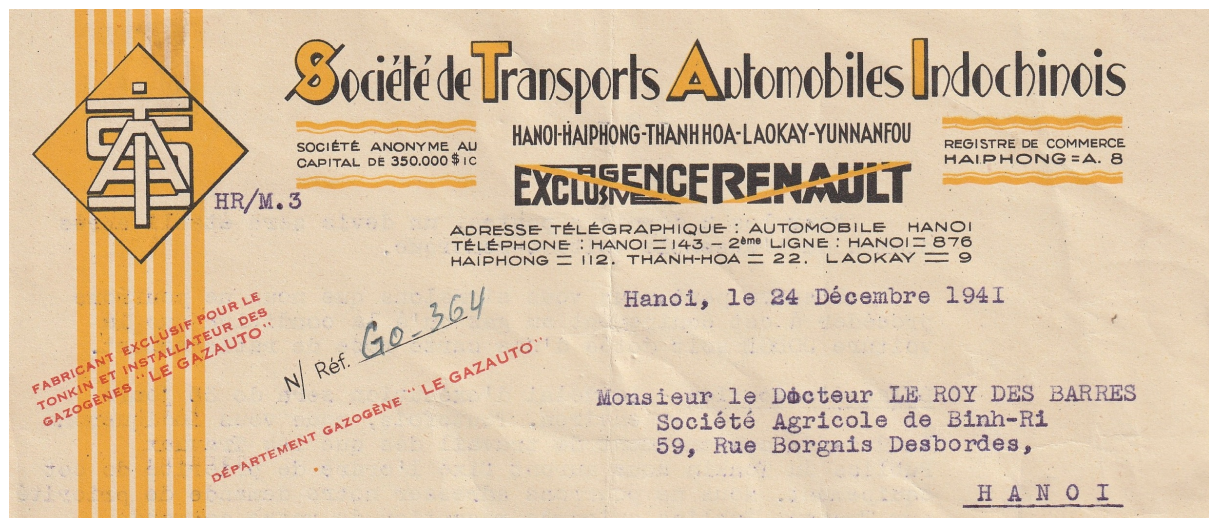 STAI
Société de Transports Automobiles Indochinois
SOCIÉTÉ ANONYME AU
CAPITAL DE 350.000 $ IC
HANOI-HAIPHONG-THANH HOA-LAOKAY-YUNNANFOU
AGENCE EXCLUSIVE RENAULT
REGISTRE DE COMMERCE
HAIPHONG = A. 8
HR/M.3
ADRESSE TÉLÉGRAPHIQUE : AUTOMOBILE HANOI
TÉLÉPHONE : HANOI = 143 - 2ème LIGNE : HANOI = 876
HAIPHONG = 112. THANH-HOA = 22. LAOKAY = 9
Hanoi, le 24 Décembre 194I
FABRICANT EXCLUSIF POUR LE
TONKIN ET INSTALLATEUR DES
GAZOGÈNES "LE GAZAUTO"
N/ Réf. Go-364
DÉPARTEMENT GAZOGÈNE "LE GAZAUTO"
Monsieur le Docteur LE ROY DES BARRES
Société Agricole de Binh-Ri
59, Rue Borgnis Desbordes,
H A N O I